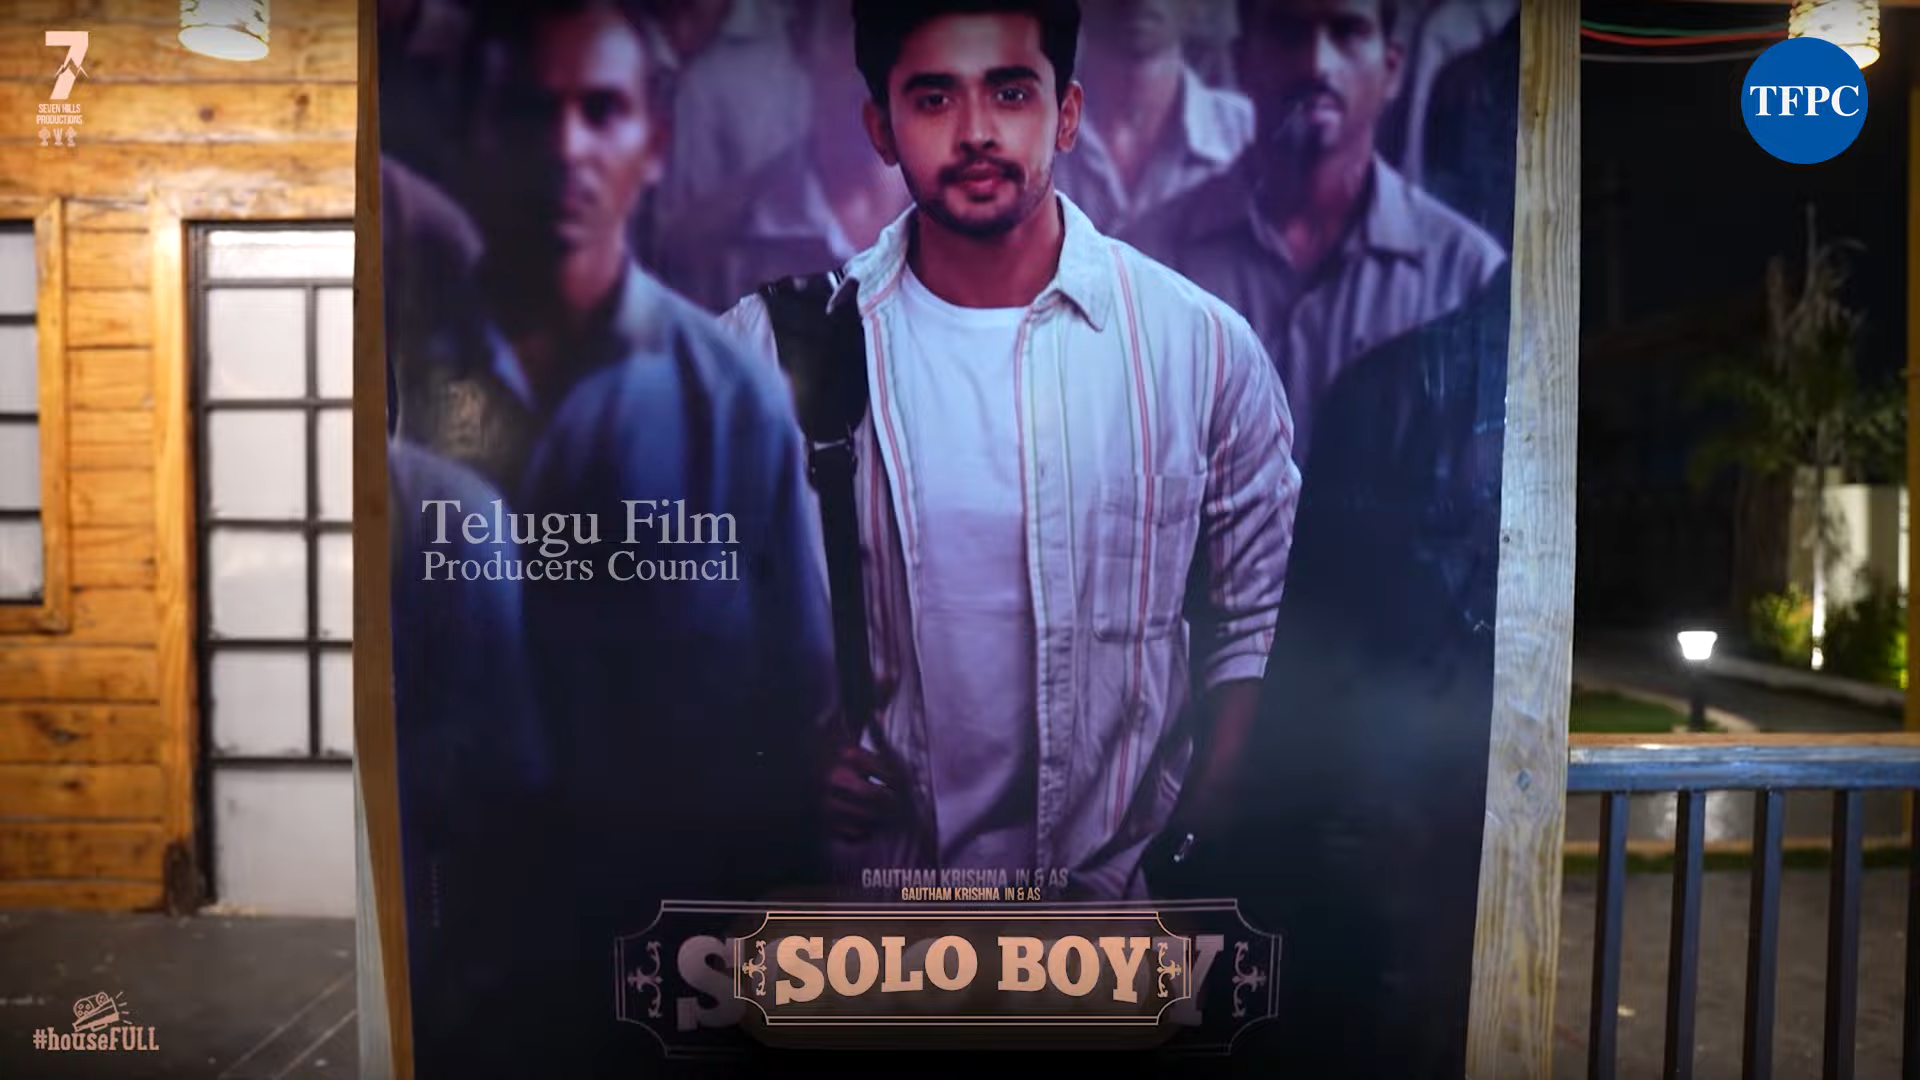 7
SEVEN HILLS
PRODUCTIONS
TFPC
Telugu Film
Producers Council
GAUTHAM KRISHNA IN & AS
GAUTHAM KRISHNA IN & AS
SOLO BOY
#houseFULL